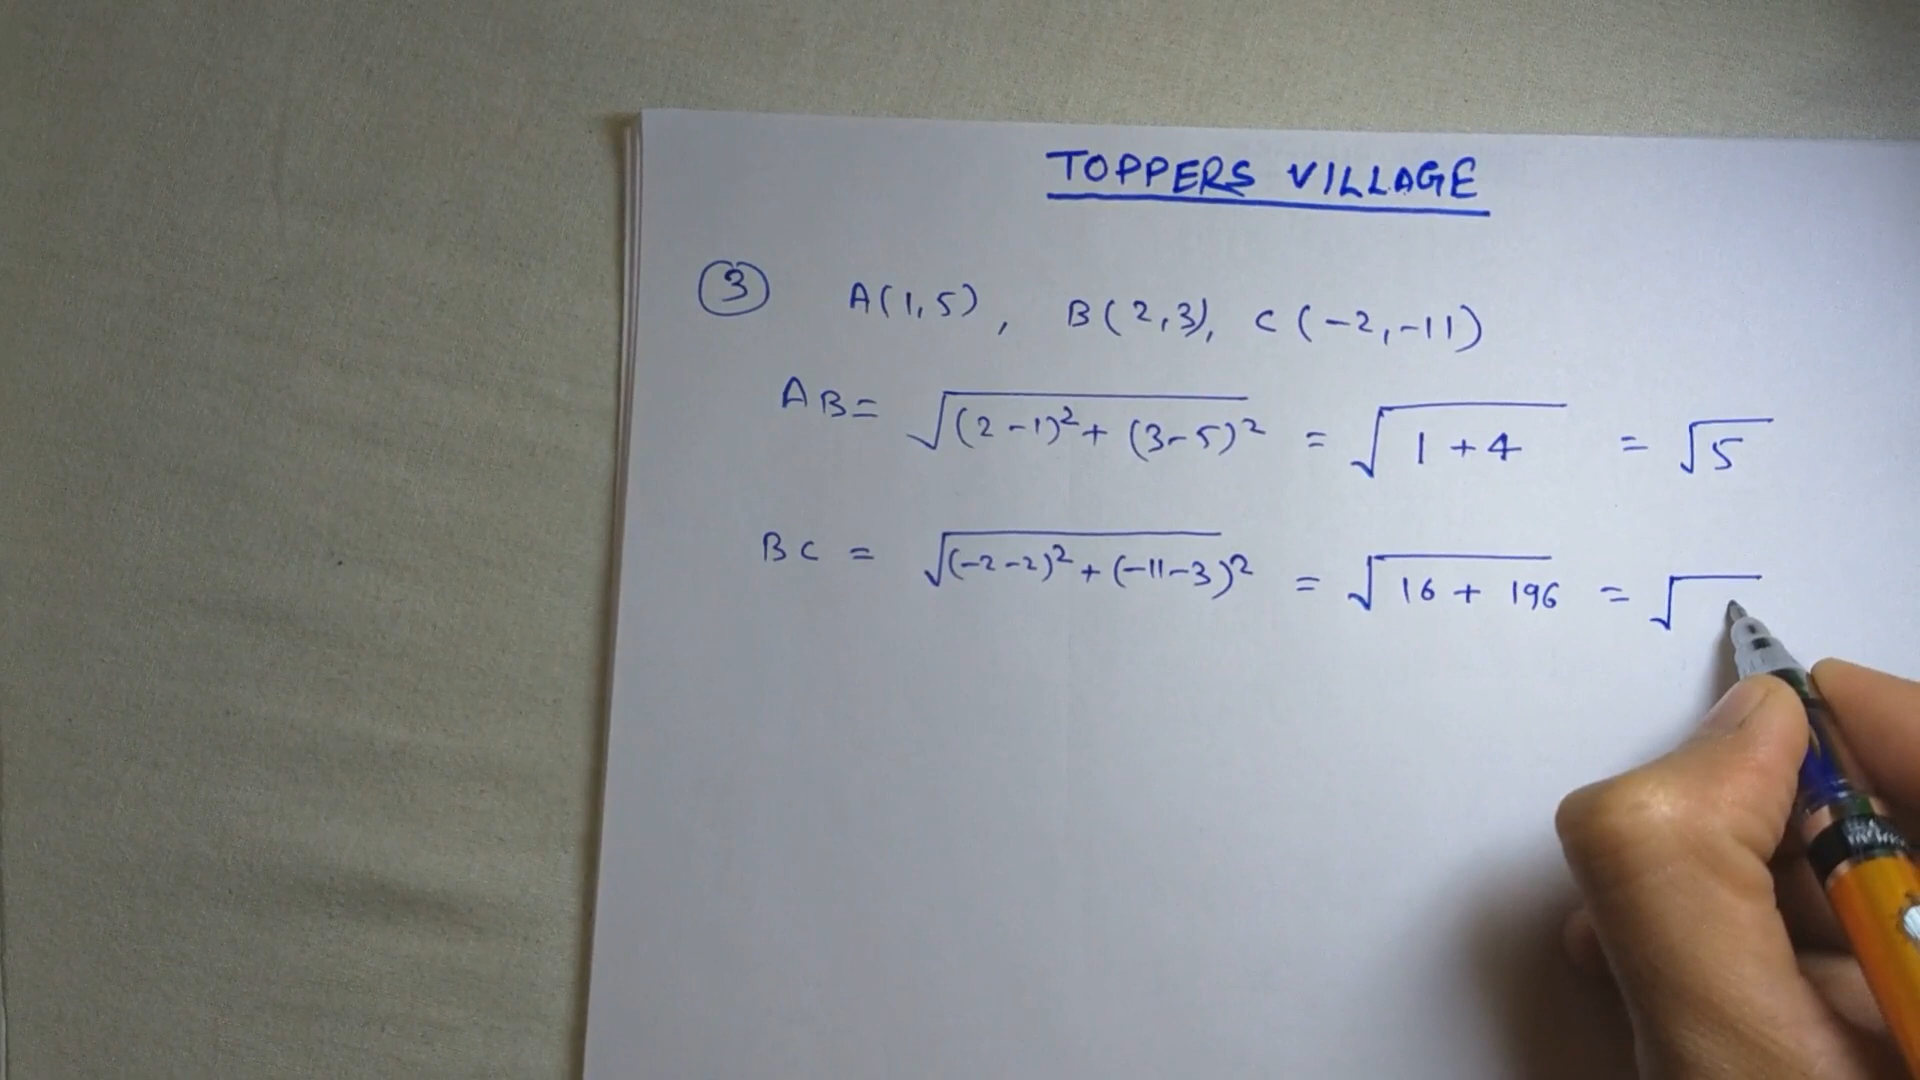 TOPPERS VILLAGE
③ A(1,5), B(2,3), C(-2,-11)
AB = √(2-1)² + (3-5)² = √1+4 = √5
BC = √(-2-2)² + (-11-3)² = √16 + 196 = √